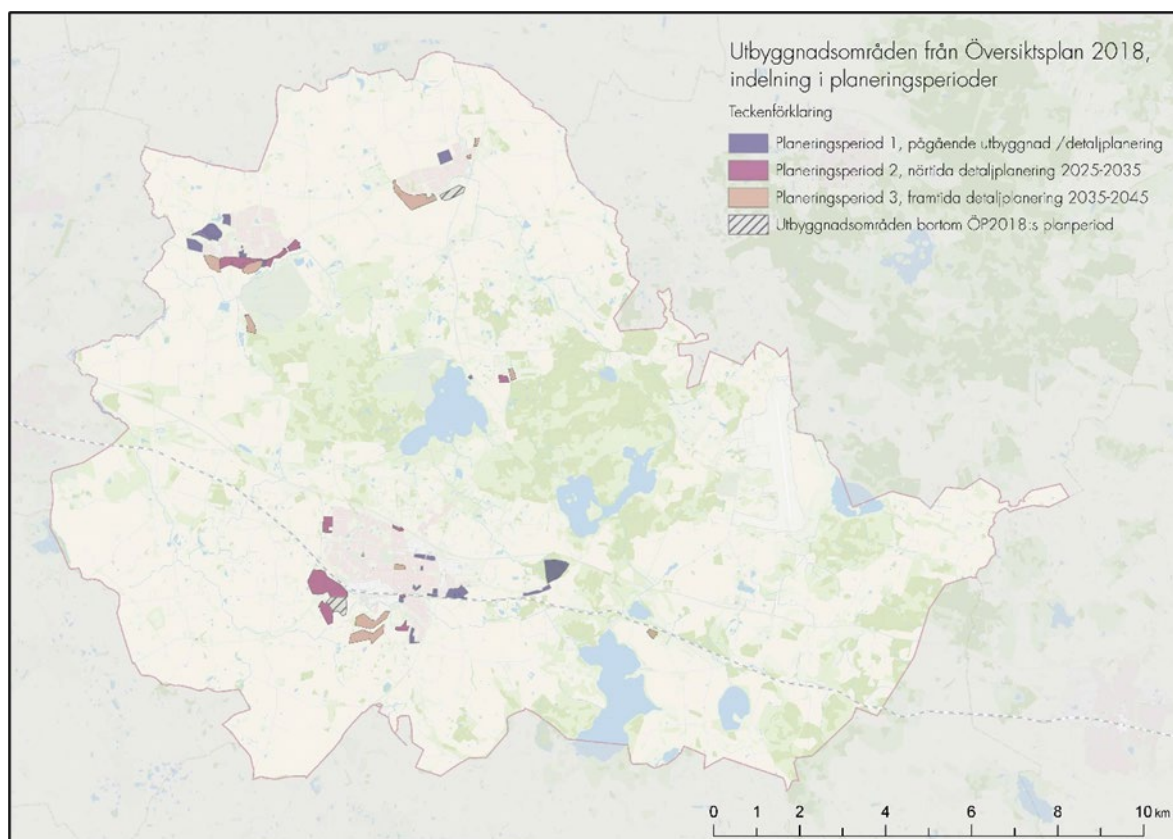 Utbyggnadsområden från Översiktsplan 2018,
indelning i planeringsperioder
Teckenförklaring
Planeringsperiod 1, pågående utbyggnad /detaljplanering
Planeringsperiod 2, närtida detaljplanering 2025-2035
Planeringsperiod 3, framtida detaljplanering 2035-2045
Utbyggnadsområden bortom ÖP2018:s planperiod
0 1 2 4 6 8 10 km